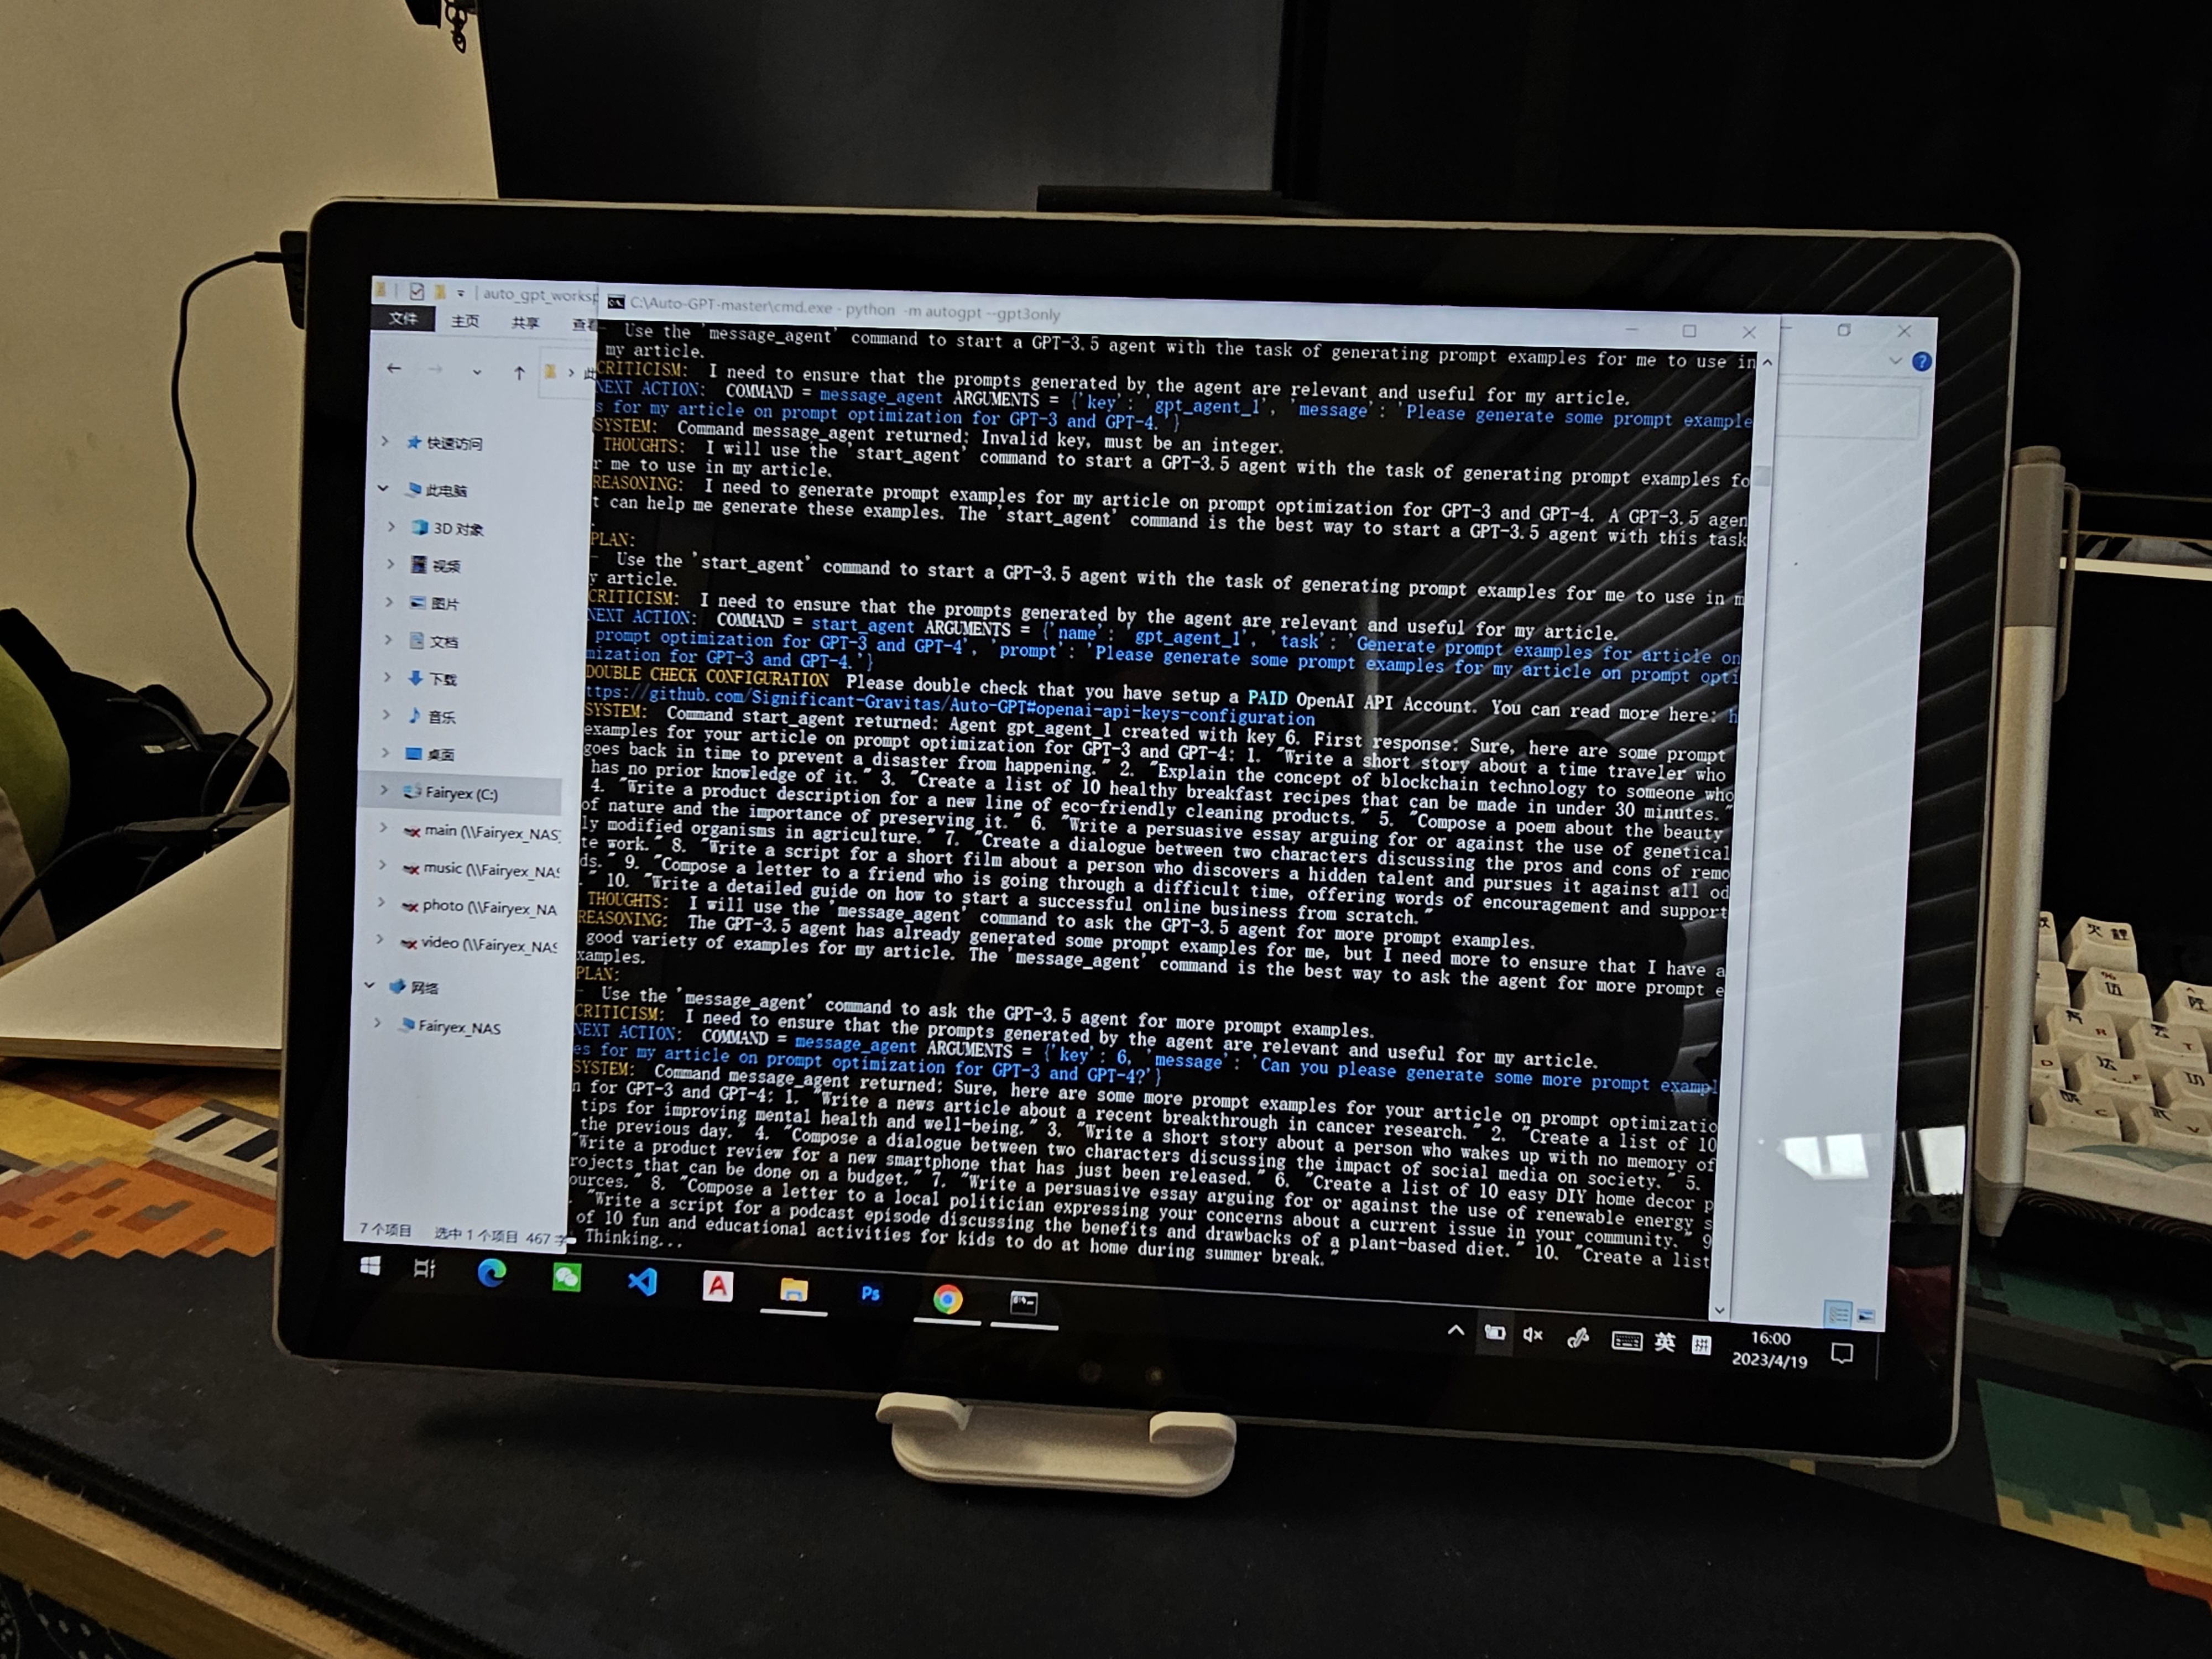 auto_gpt_worksp
文件 主页 共享 查看
快速访问
此电脑
3D 对象
视频
图片
文档
下载
音乐
桌面
Fairyex (C:)
main (\\Fairyex_NAS
music (\\Fairyex_NAS
photo (\\Fairyex_NA
video (\\Fairyex_NAS
网络
Fairyex_NAS
7 个项目 选中 1 个项目 467 字
C:\Auto-GPT-master\cmd.exe - python -m autogpt --gpt3only
- Use the 'message_agent' command to start a GPT-3.5 agent with the task of generating prompt examples for me to use in
my article.
CRITICISM: I need to ensure that the prompts generated by the agent are relevant and useful for my article.
NEXT ACTION: COMMAND = message_agent ARGUMENTS = {'key': 'gpt_agent_1', 'message': 'Please generate some prompt example
s for my article on prompt optimization for GPT-3 and GPT-4.'}
SYSTEM: Command message_agent returned: Invalid key, must be an integer.
THOUGHTS: I will use the 'start_agent' command to start a GPT-3.5 agent with the task of generating prompt examples fo
r me to use in my article.
REASONING: I need to generate prompt examples for my article on prompt optimization for GPT-3 and GPT-4. A GPT-3.5 agen
t can help me generate these examples. The 'start_agent' command is the best way to start a GPT-3.5 agent with this task
.
PLAN:
- Use the 'start_agent' command to start a GPT-3.5 agent with the task of generating prompt examples for me to use in m
y article.
CRITICISM: I need to ensure that the prompts generated by the agent are relevant and useful for my article.
NEXT ACTION: COMMAND = start_agent ARGUMENTS = {'name': 'gpt_agent_1', 'task': 'Generate prompt examples for article on
prompt optimization for GPT-3 and GPT-4', 'prompt': 'Please generate some prompt examples for my article on prompt opti
mization for GPT-3 and GPT-4.'}
DOUBLE CHECK CONFIGURATION Please double check that you have setup a PAID OpenAI API Account. You can read more here: h
ttps://github.com/Significant-Gravitas/Auto-GPT#openai-api-keys-configuration
SYSTEM: Command start_agent returned: Agent gpt_agent_1 created with key 6. First response: Sure, here are some prompt
examples for your article on prompt optimization for GPT-3 and GPT-4: 1. "Write a short story about a time traveler who
goes back in time to prevent a disaster from happening." 2. "Explain the concept of blockchain technology to someone who
has no prior knowledge of it." 3. "Create a list of 10 healthy breakfast recipes that can be made in under 30 minutes."
4. "Write a product description for a new line of eco-friendly cleaning products." 5. "Compose a poem about the beauty
of nature and the importance of preserving it." 6. "Write a persuasive essay arguing for or against the use of genetical
ly modified organisms in agriculture." 7. "Create a dialogue between two characters discussing the pros and cons of remo
te work." 8. "Write a script for a short film about a person who discovers a hidden talent and pursues it against all od
ds." 9. "Compose a letter to a friend who is going through a difficult time, offering words of encouragement and support
." 10. "Write a detailed guide on how to start a successful online business from scratch."
THOUGHTS: I will use the 'message_agent' command to ask the GPT-3.5 agent for more prompt examples.
REASONING: The GPT-3.5 agent has already generated some prompt examples for me, but I need more to ensure that I have a
good variety of examples for my article. The 'message_agent' command is the best way to ask the agent for more prompt e
xamples.
PLAN:
- Use the 'message_agent' command to ask the GPT-3.5 agent for more prompt examples.
CRITICISM: I need to ensure that the prompts generated by the agent are relevant and useful for my article.
NEXT ACTION: COMMAND = message_agent ARGUMENTS = {'key': 6, 'message': 'Can you please generate some more prompt exampl
es for my article on prompt optimization for GPT-3 and GPT-4?'}
SYSTEM: Command message_agent returned: Sure, here are some more prompt examples for your article on prompt optimizatio
n for GPT-3 and GPT-4: 1. "Write a news article about a recent breakthrough in cancer research." 2. "Create a list of 10
tips for improving mental health and well-being." 3. "Write a short story about a person who wakes up with no memory of
the previous day." 4. "Compose a dialogue between two characters discussing the impact of social media on society." 5.
"Write a product review for a new smartphone that has just been released." 6. "Create a list of 10 easy DIY home decor p
rojects that can be done on a budget." 7. "Write a persuasive essay arguing for or against the use of renewable energy s
ources." 8. "Compose a letter to a local politician expressing your concerns about a current issue in your community." 9
. "Write a script for a podcast episode discussing the benefits and drawbacks of a plant-based diet." 10. "Create a list
of 10 fun and educational activities for kids to do at home during summer break."
Thinking...
Ps
英
拼
16:00
2023/4/19